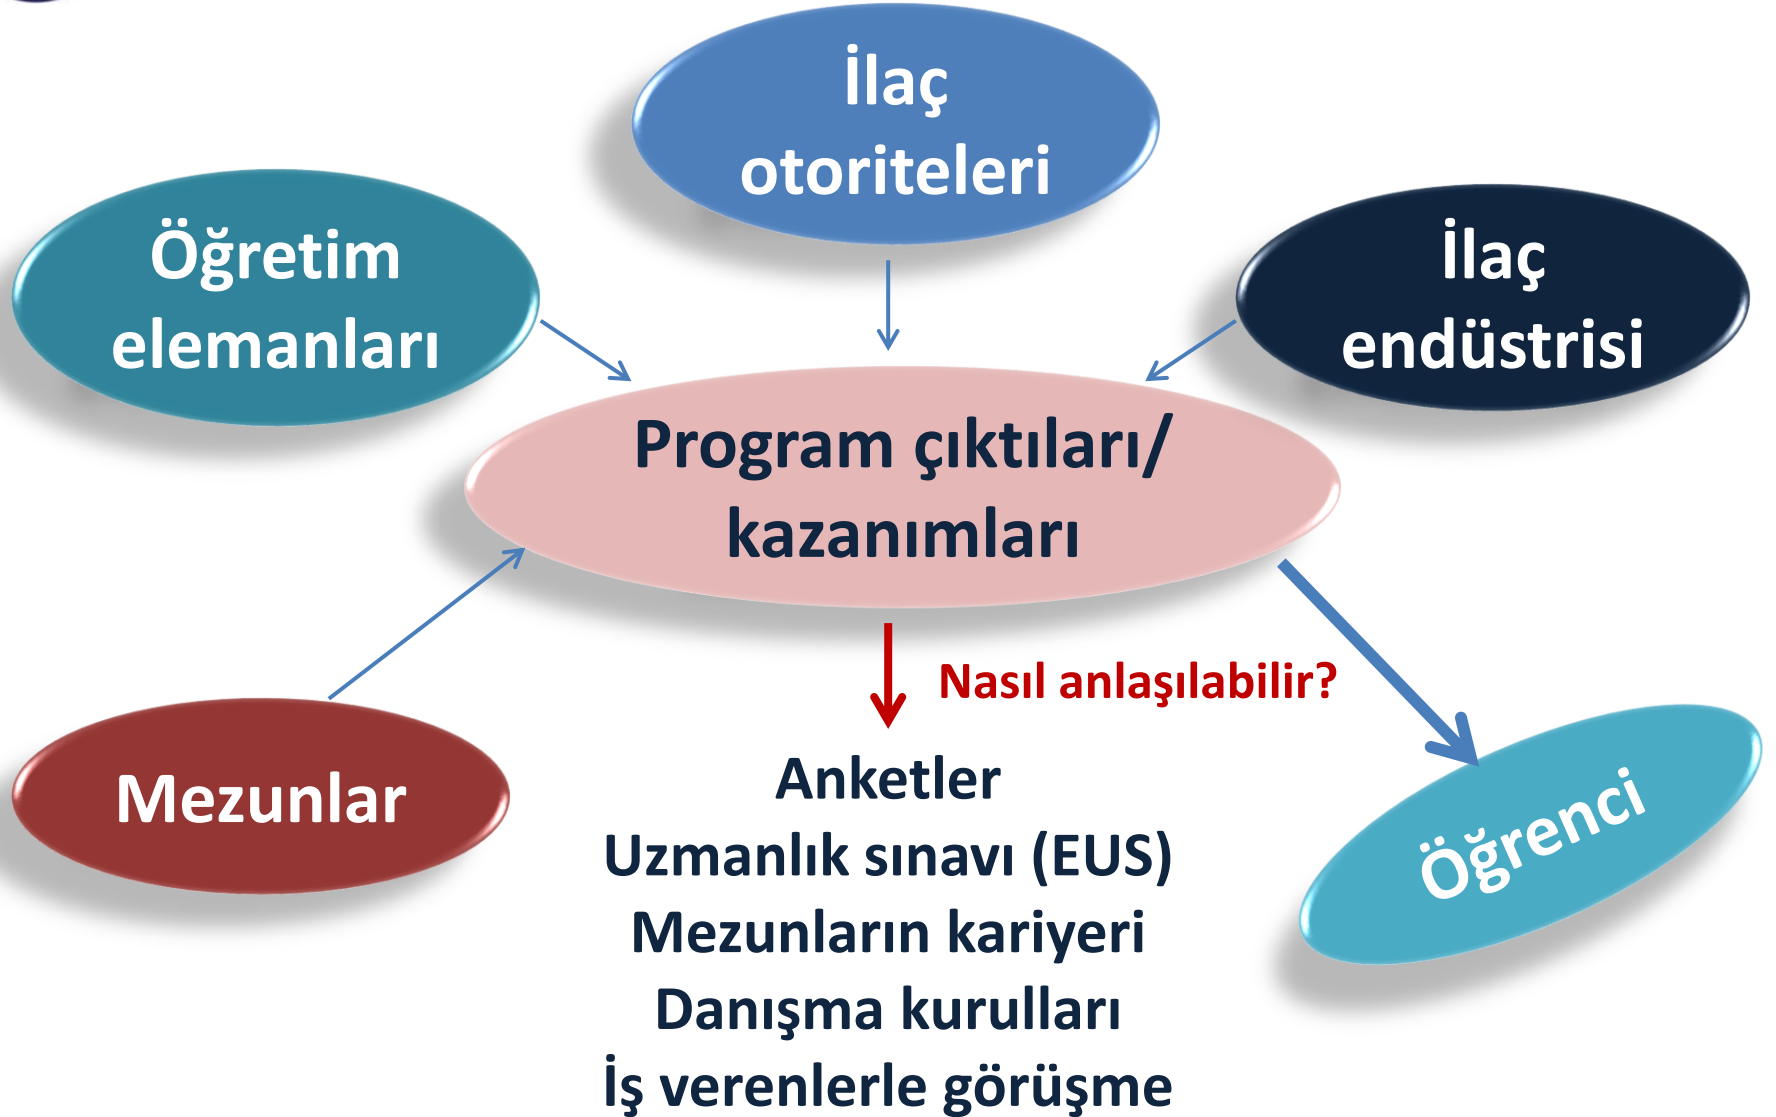 İlaç
otoriteleri
Öğretim
elemanları
İlaç
endüstrisi
Program çıktıları/
kazanımları
Nasıl anlaşılabilir?
Mezunlar
Öğrenci
Anketler
Uzmanlık sınavı (EUS)
Mezunların kariyeri
Danışma kurulları
İş verenlerle görüşme